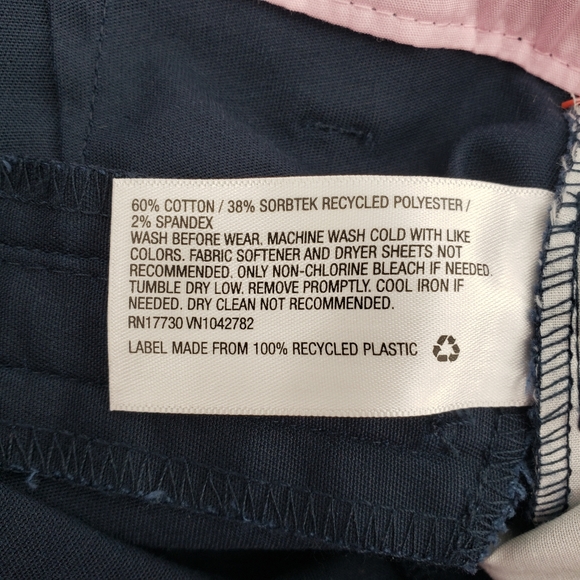 60% COTTON / 38% SORBTEK RECYCLED POLYESTER /
2% SPANDEX
WASH BEFORE WEAR. MACHINE WASH COLD WITH LIKE
COLORS. FABRIC SOFTENER AND DRYER SHEETS NOT
RECOMMENDED. ONLY NON-CHLORINE BLEACH IF NEEDED.
TUMBLE DRY LOW. REMOVE PROMPTLY. COOL IRON IF
NEEDED. DRY CLEAN NOT RECOMMENDED.
RN17730 VN1042782
LABEL MADE FROM 100% RECYCLED PLASTIC